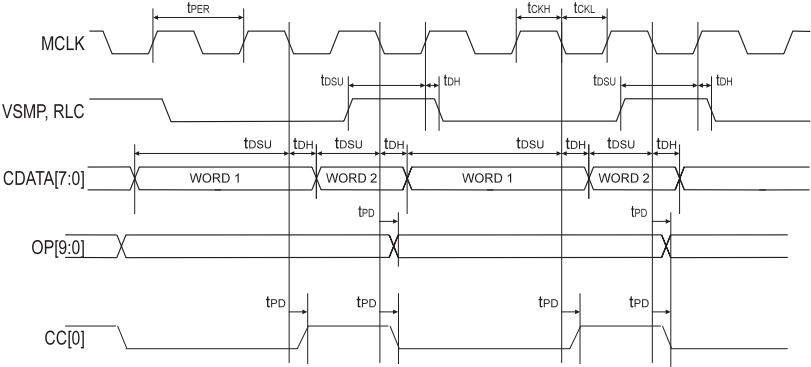 tPER tCKH tCKL
MCLK
tDSU tDH tDSU tDH
VSMP, RLC
tDSU tDH tDSU tDH tDSU tDH tDSU tDH
CDATA[7:0] WORD 1 WORD 2 WORD 1 WORD 2
tPD tPD
OP[9:0]
tPD tPD tPD tPD
CC[0]